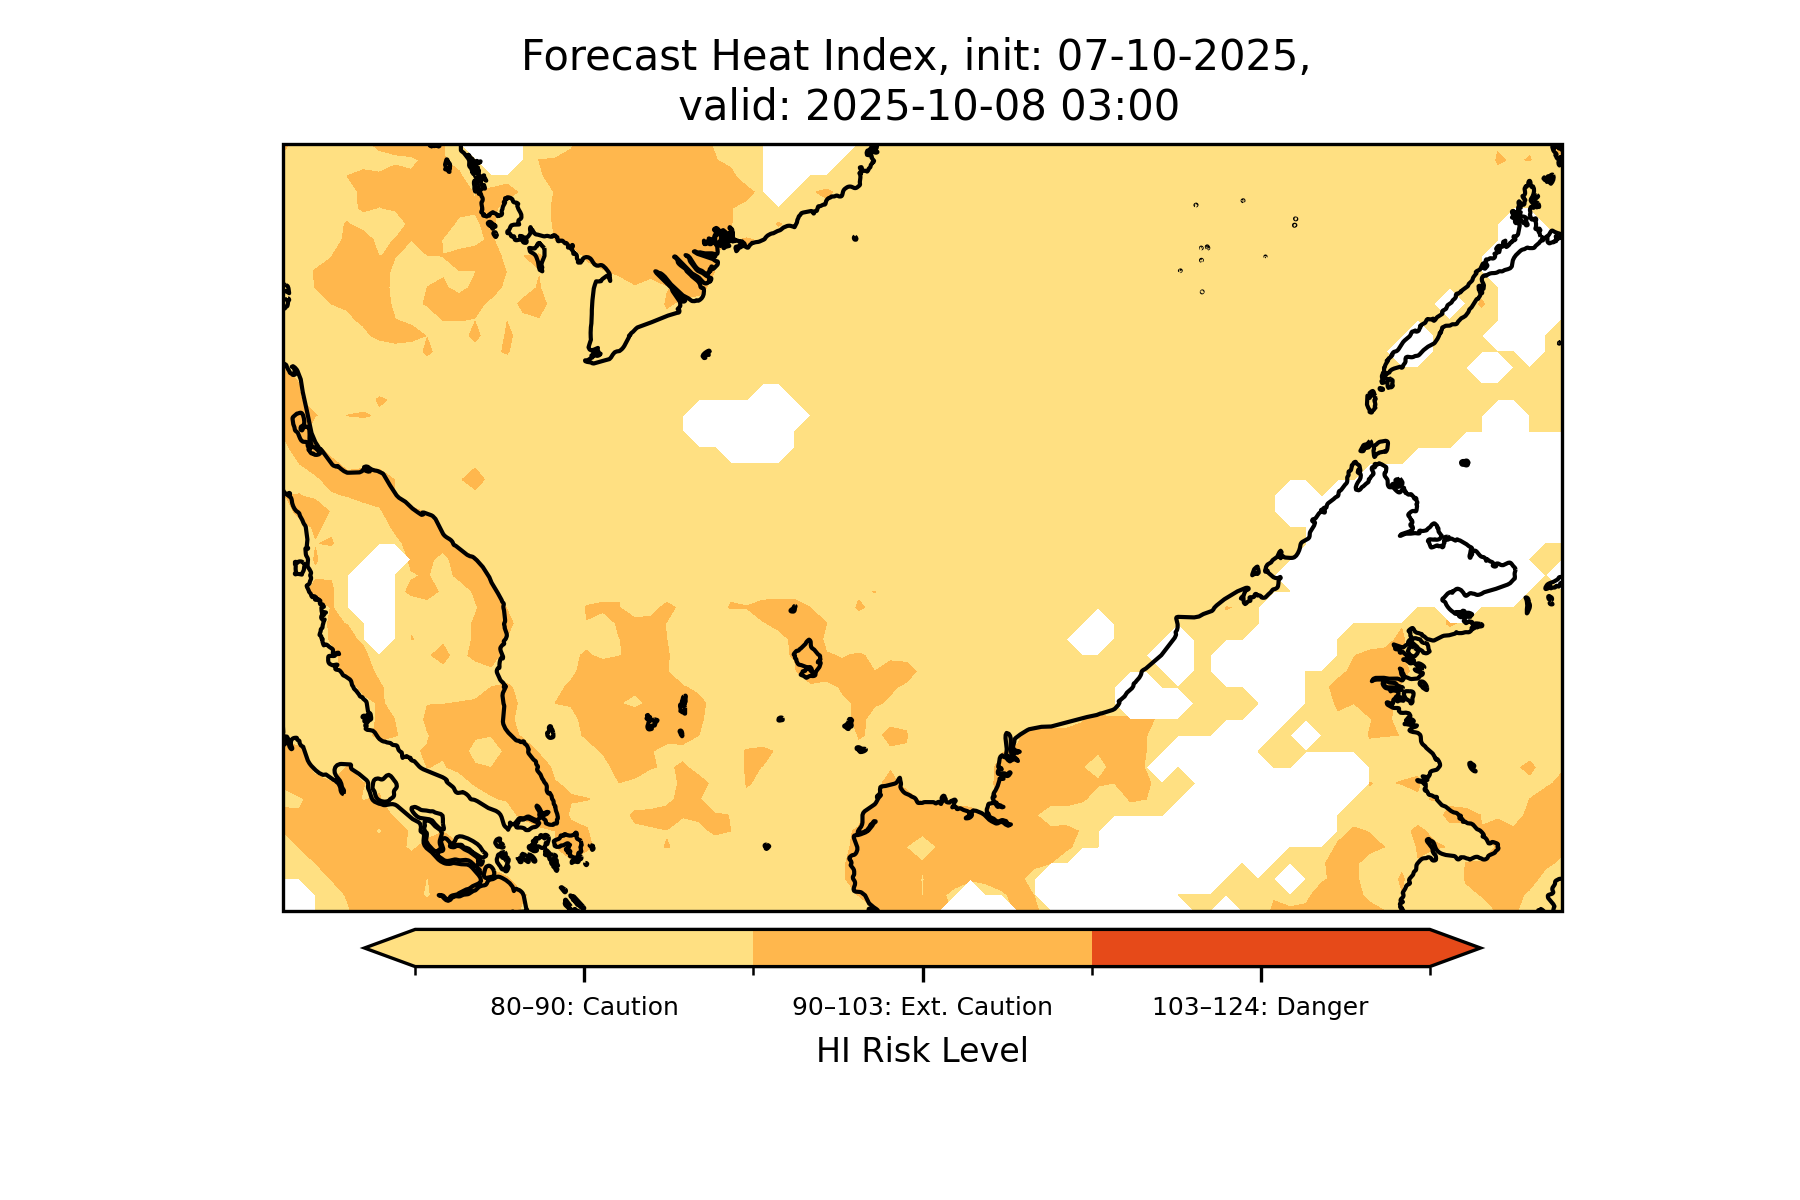 Forecast Heat Index, init: 07-10-2025,
valid: 2025-10-08 03:00
80–90: Caution
90–103: Ext. Caution
103–124: Danger
HI Risk Level